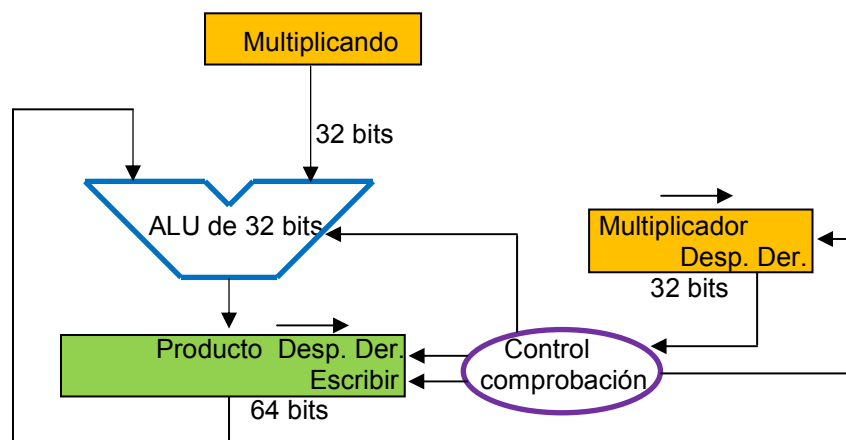 Multiplicando
32 bits
ALU de 32 bits
Multiplicador
Desp. Der.
32 bits
Producto Desp. Der.
Escribir
64 bits
Control
comprobación